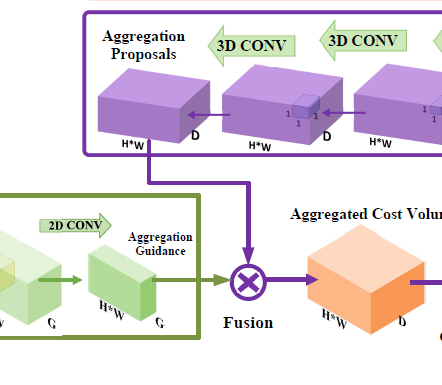 Aggregation
Proposals
3D CONV
3D CONV
1
1
1
1
1
H*W
D
H*W
D
H*W
2D CONV
Aggregation
Guidance
Aggregated Cost Volu
H*W
G
G
H*W
D
Fusion